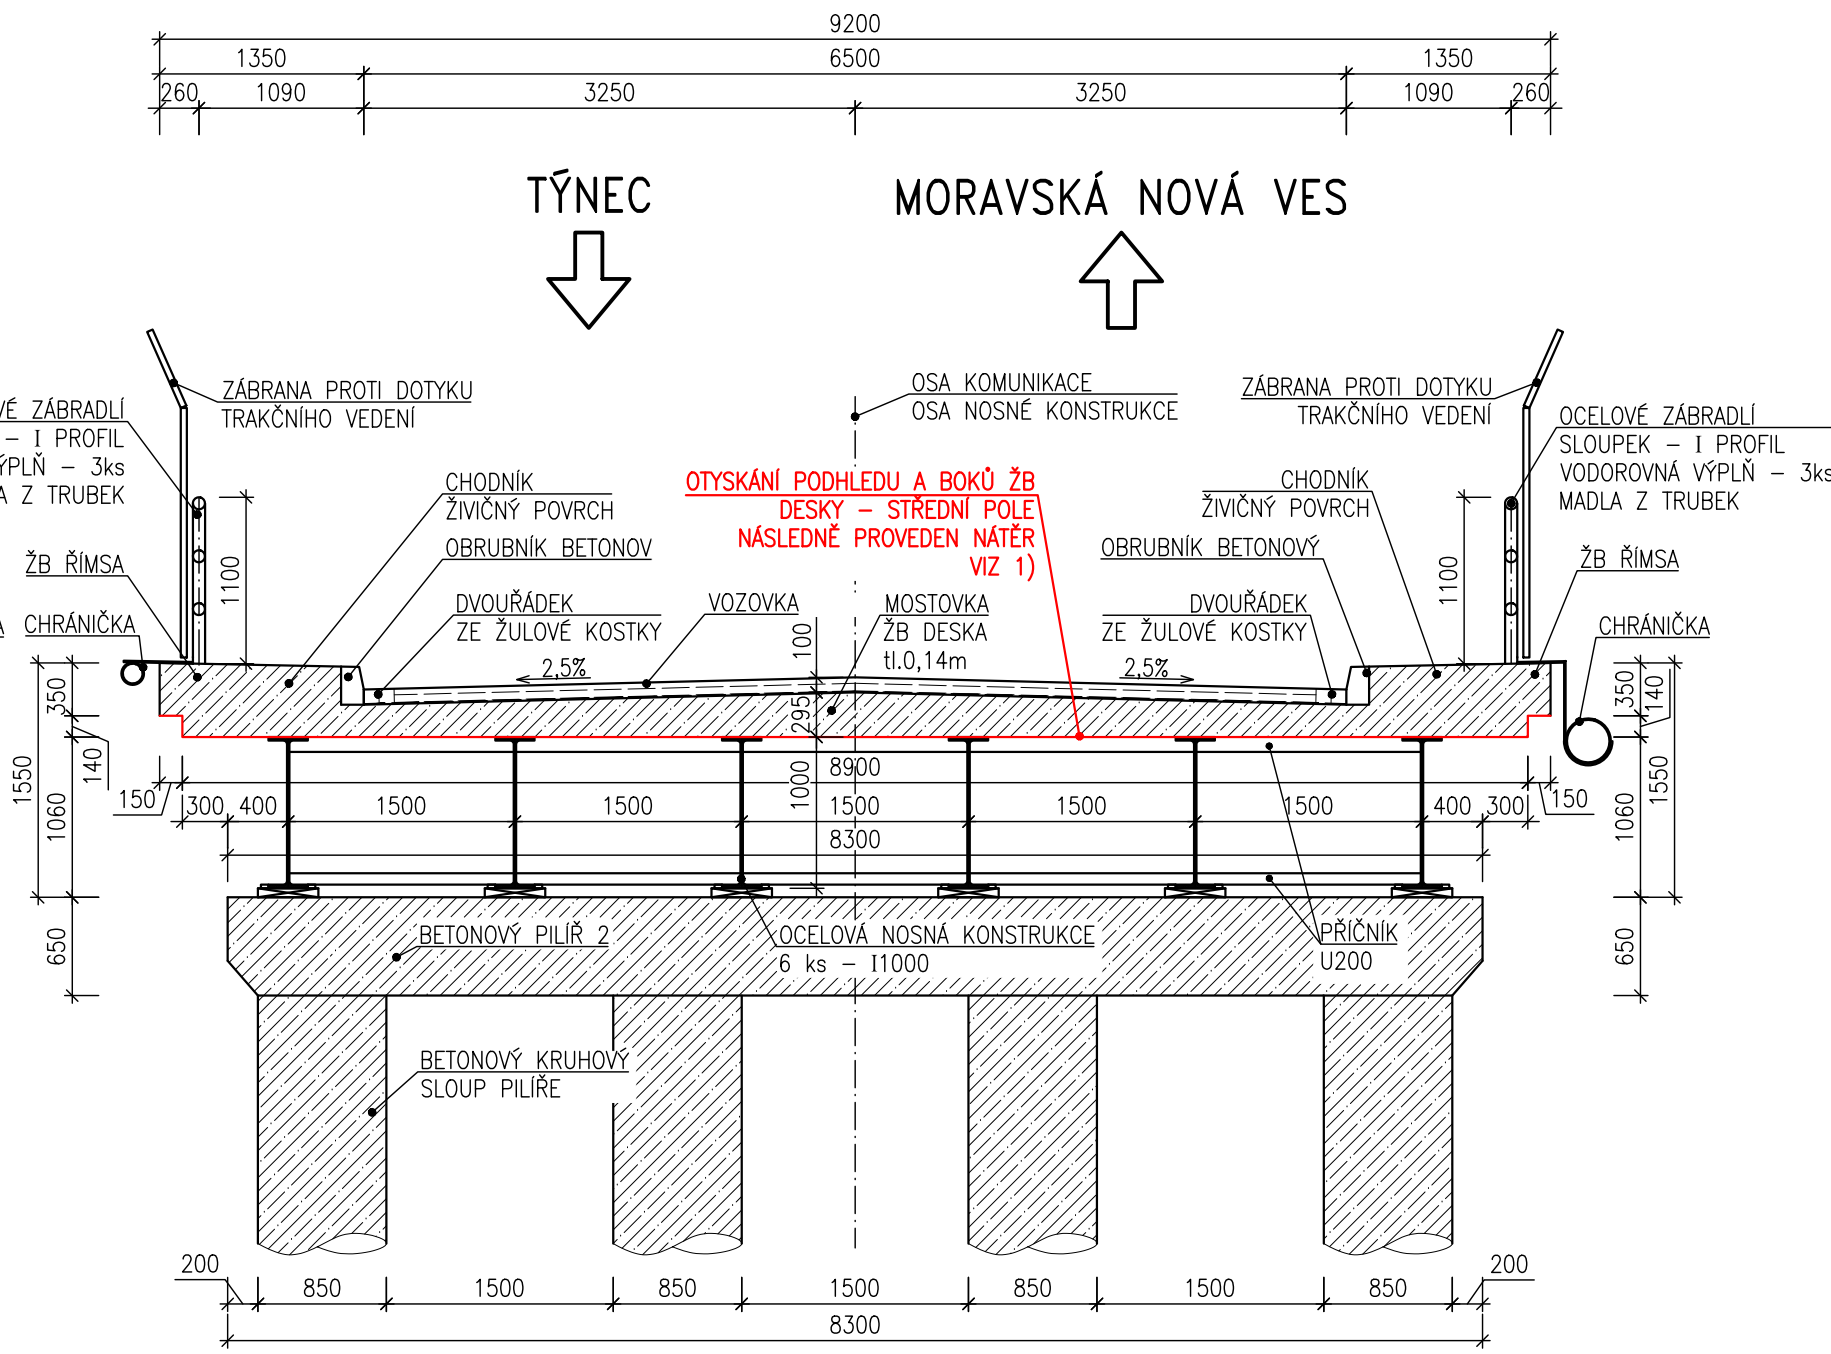 9200
1350 6500 1350
260 1090 3250 3250 1090 260
TÝNEC
MORAVSKÁ NOVÁ VES
ZÁBRANA PROTI DOTYKU
TRAKČNÍHO VEDENÍ
OSA KOMUNIKACE
OSA NOSNÉ KONSTRUKCE
ZÁBRANA PROTI DOTYKU
TRAKČNÍHO VEDENÍ
VÉ ZÁBRADLÍ
– I PROFIL
ÝPLŇ – 3ks
A Z TRUBEK
OCELOVÉ ZÁBRADLÍ
SLOUPEK – I PROFIL
VODOROVNÁ VÝPLŇ – 3ks
MADLA Z TRUBEK
CHODNÍK
ŽIVIČNÝ POVRCH
OTYSKÁNÍ PODHLEDU A BOKŮ ŽB
DESKY – STŘEDNÍ POLE
NÁSLEDNĚ PROVEDEN NÁTĚR
VIZ 1)
CHODNÍK
ŽIVIČNÝ POVRCH
OBRUBNÍK BETONOV
OBRUBNÍK BETONOVÝ
ŽB ŘÍMSA
1100
1100
ŽB ŘÍMSA
DVOUŘÁDEK
ZE ŽULOVÉ KOSTKY
VOZOVKA
MOSTOVKA
ŽB DESKA
tl.0,14m
DVOUŘÁDEK
ZE ŽULOVÉ KOSTKY
A CHRÁNIČKA
CHRÁNIČKA
2,5%
100
2,5%
350
295
350
140
1550
140
1060
8900
1000
150
150
1060
1550
300 400 1500 1500 1500 1500 1500 400 300
8300
650
BETONOVÝ PILÍŘ 2
OCELOVÁ NOSNÁ KONSTRUKCE
6 ks – I1000
PŘÍČNÍK
U200
650
BETONOVÝ KRUHOVÝ
SLOUP PILÍŘE
200 850 1500 850 1500 850 1500 850 200
8300